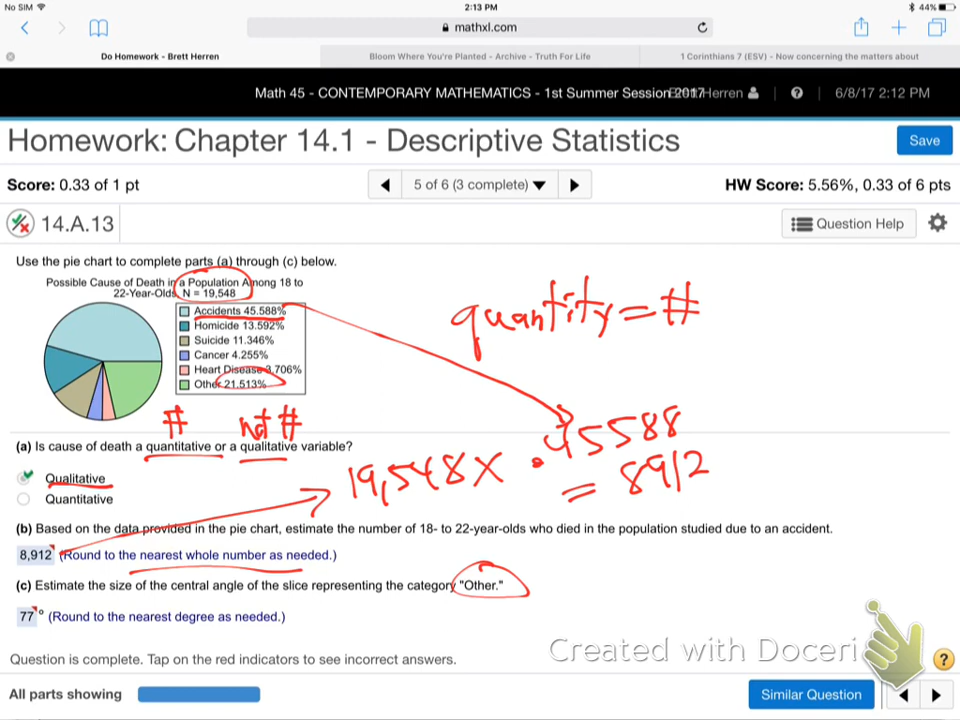 No SIM 2:13 PM 44%
mathxl.com
Do Homework - Brett Herren Bloom Where You're Planted - Archive - Truth For Life 1 Corinthians 7 (ESV) - Now concerning the matters about
Math 45 - CONTEMPORARY MATHEMATICS - 1st Summer Session 2017 Herren 6/8/17 2:12 PM
Homework: Chapter 14.1 - Descriptive Statistics Save
Score: 0.33 of 1 pt 5 of 6 (3 complete) HW Score: 5.56%, 0.33 of 6 pts
14.A.13 Question Help
Use the pie chart to complete parts (a) through (c) below.
Possible Cause of Death in a Population Among 18 to
22-Year-Olds, N = 19,548
Accidents 45.588%
Homicide 13.592%
Suicide 11.346%
Cancer 4.255%
Heart Disease 3.706%
Other 21.513%
quantity = #
# not #
(a) Is cause of death a quantitative or a qualitative variable?
Qualitative
Quantitative
19,548 x .45588
= 8912
(b) Based on the data provided in the pie chart, estimate the number of 18- to 22-year-olds who died in the population studied due to an accident.
8,912 (Round to the nearest whole number as needed.)
(c) Estimate the size of the central angle of the slice representing the category "Other."
77° (Round to the nearest degree as needed.)
Created with Doceri
Question is complete. Tap on the red indicators to see incorrect answers. ?
All parts showing Similar Question